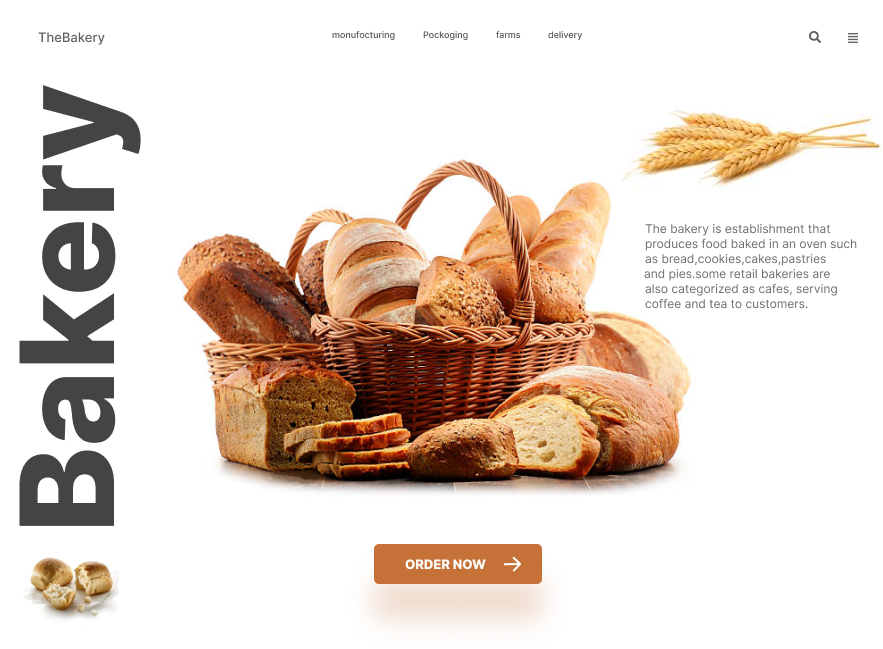 TheBakery
monufocturing
Pockoging
farms
delivery
Bakery
The bakery is establishment that
produces food baked in an oven such
as bread,cookies,cakes,pastries
and pies.some retail bakeries are
also categorized as cafes, serving
coffee and tea to customers.
ORDER NOW